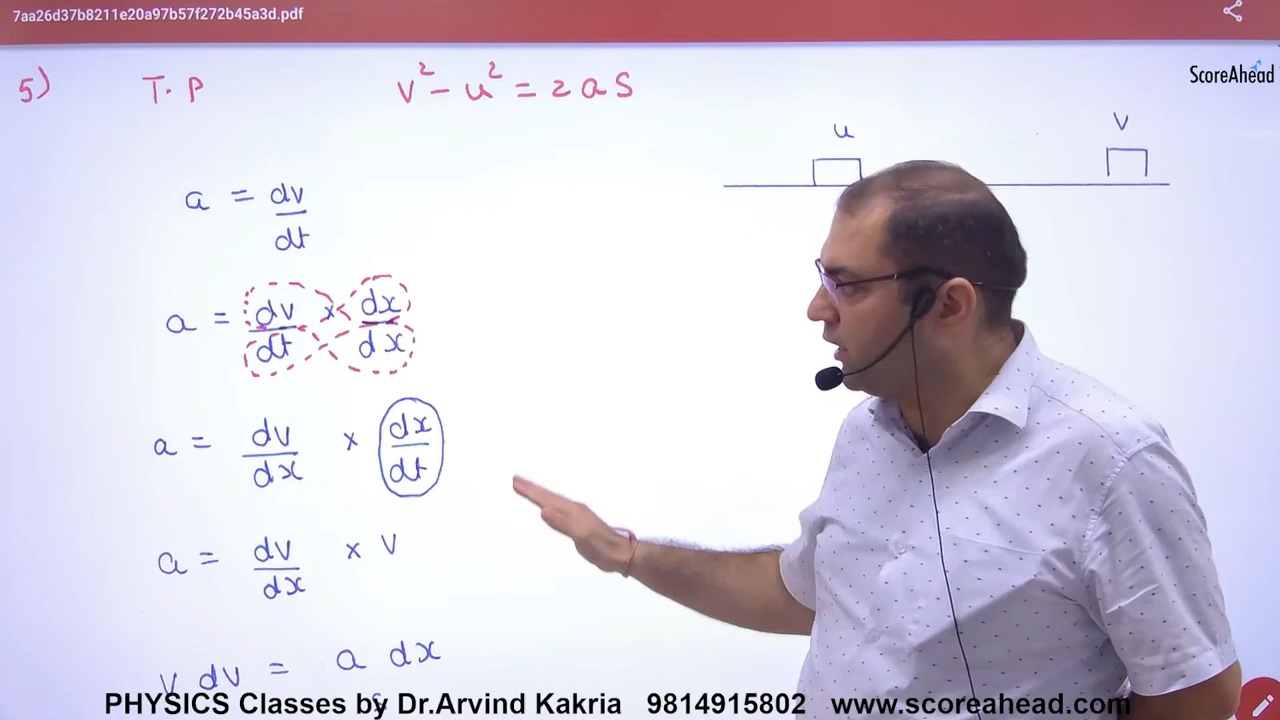 7aa26d37b8211e20a97b57f272b45a3d.pdf
ScoreAhead
5) T.P v² - u² = 2aS
u V
a = dv/dt
a = dv/dt × dx/dx
a = dv/dx × dx/dt
a = dv/dx × v
v dv = a dx
PHYSICS Classes by Dr.Arvind Kakria 9814915802 www.scoreahead.com